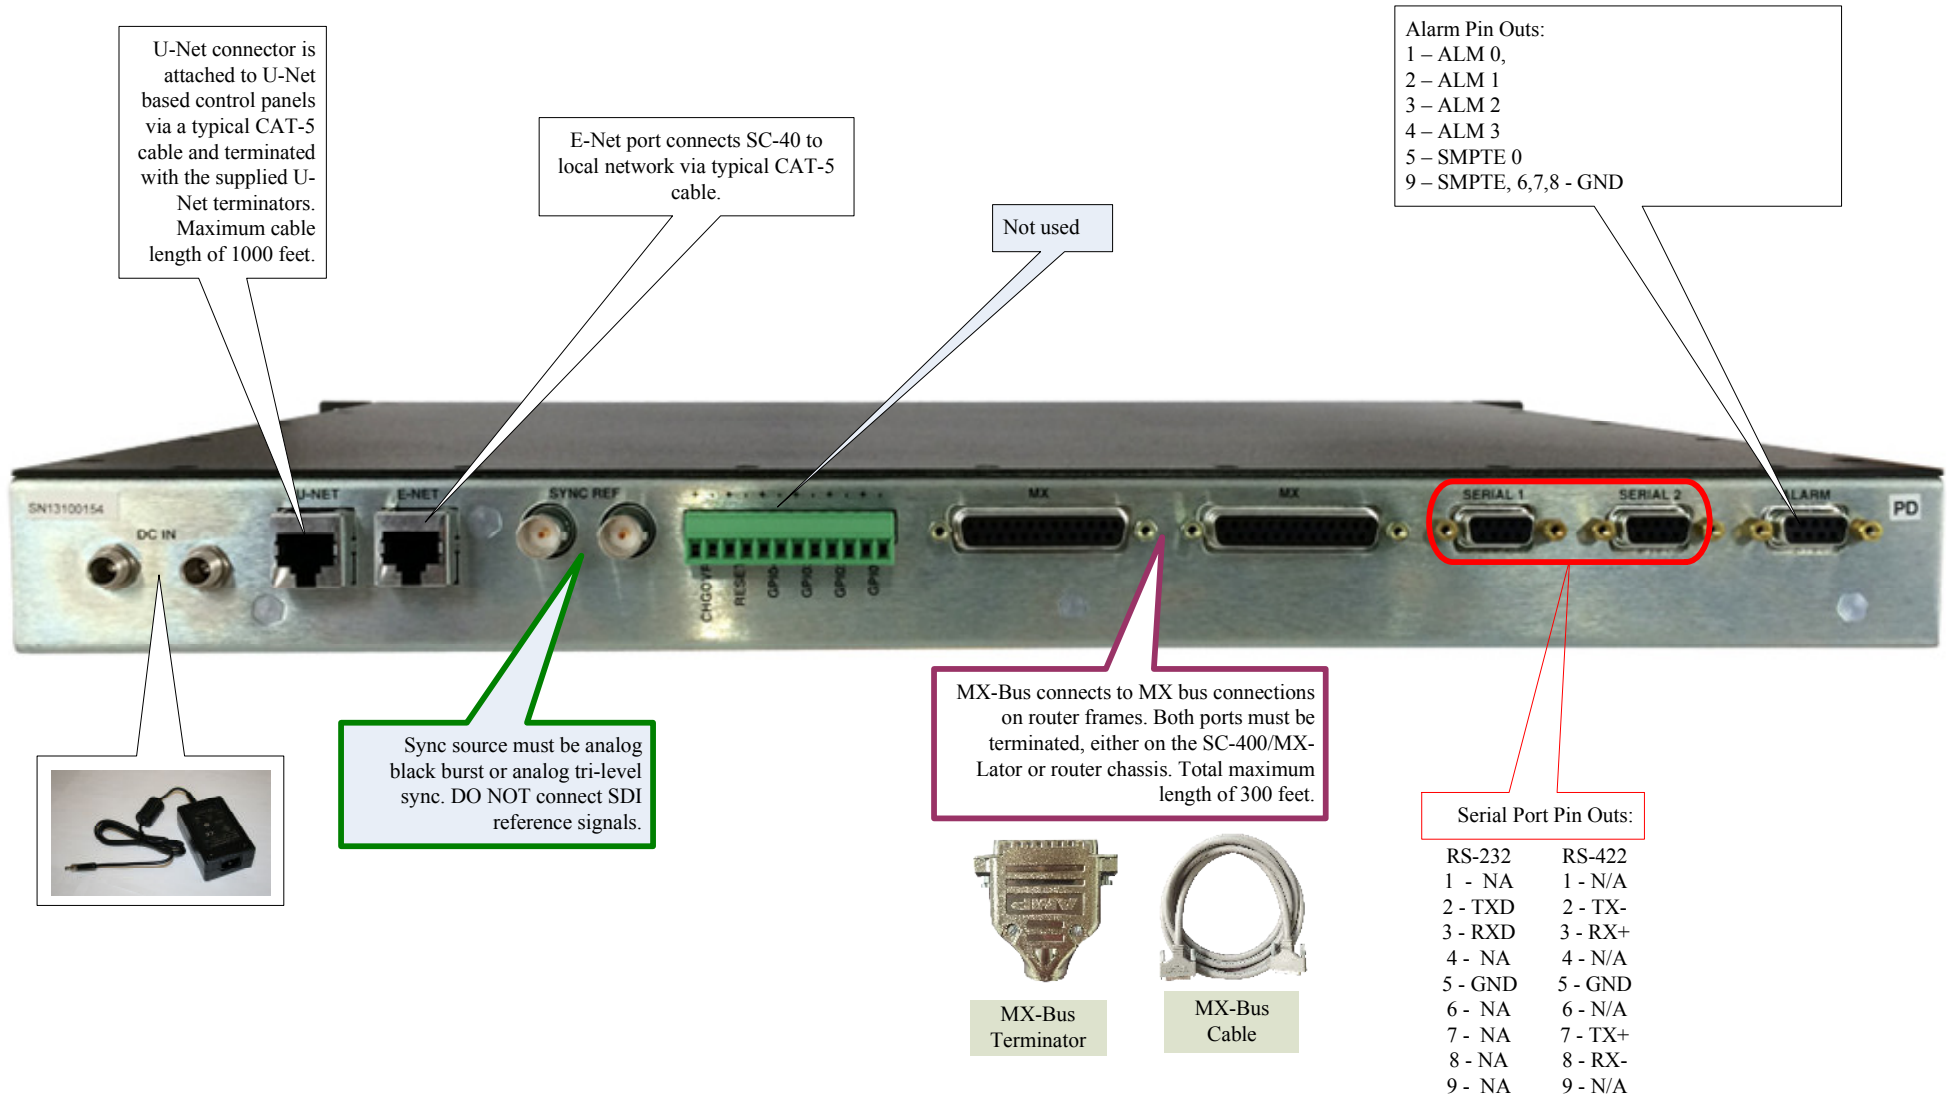 U-Net connector is
attached to U-Net
based control panels
via a typical CAT-5
cable and terminated
with the supplied U-
Net terminators.
Maximum cable
length of 1000 feet.
E-Net port connects SC-40 to
local network via typical CAT-5
cable.
Not used
Alarm Pin Outs:
1 – ALM 0,
2 – ALM 1
3 – ALM 2
4 – ALM 3
5 – SMPTE 0
9 – SMPTE, 6,7,8 - GND
SN13100154
DC IN
U-NET
E-NET
SYNC REF
MX
MX
SERIAL 1
SERIAL 2
ALARM
PD
CHGOVR
RESET
GPIO
GPIO
GPIO
GPIO
Sync source must be analog
black burst or analog tri-level
sync. DO NOT connect SDI
reference signals.
MX-Bus connects to MX bus connections
on router frames. Both ports must be
terminated, either on the SC-400/MX-
Lator or router chassis. Total maximum
length of 300 feet.
MX-Bus
Terminator
MX-Bus
Cable
Serial Port Pin Outs:
RS-232 RS-422
1 - NA 1 - N/A
2 - TXD 2 - TX-
3 - RXD 3 - RX+
4 - NA 4 - N/A
5 - GND 5 - GND
6 - NA 6 - N/A
7 - NA 7 - TX+
8 - NA 8 - RX-
9 - NA 9 - N/A